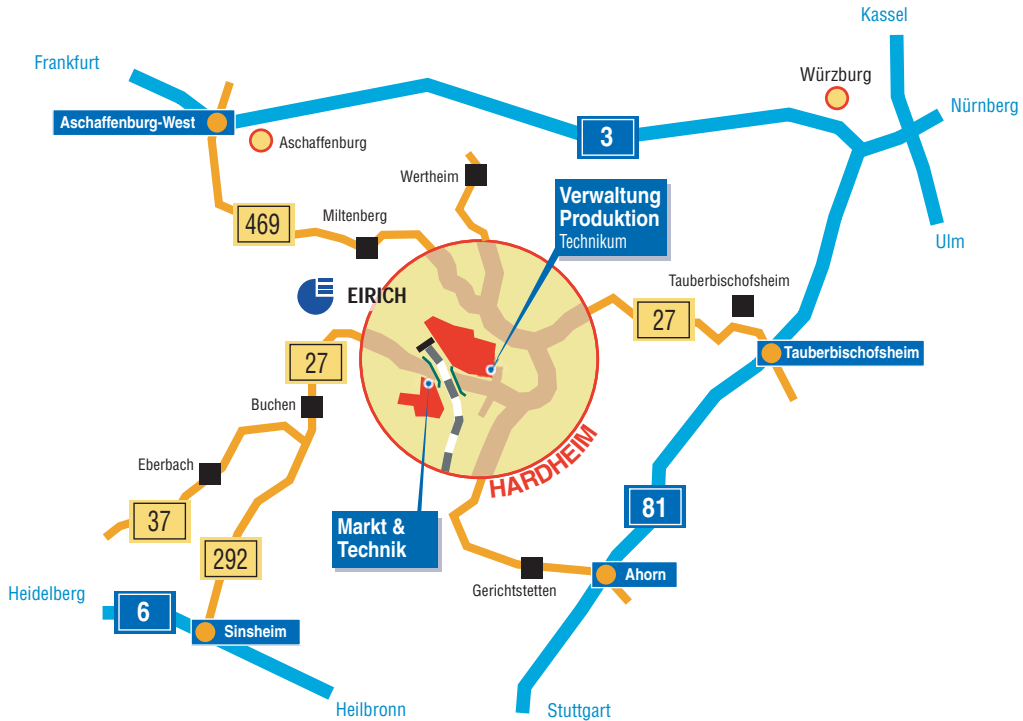 Kassel
Frankfurt
Würzburg
Nürnberg
Aschaffenburg-West
Aschaffenburg
3
Wertheim
Verwaltung
Produktion
Technikum
469
Miltenberg
Ulm
Tauberbischofsheim
EIRICH
27
27
Tauberbischofsheim
Buchen
Eberbach
HARDHEIM
37
81
Markt &
Technik
292
Ahorn
Gerichtstetten
Heidelberg
6
Sinsheim
Heilbronn
Stuttgart